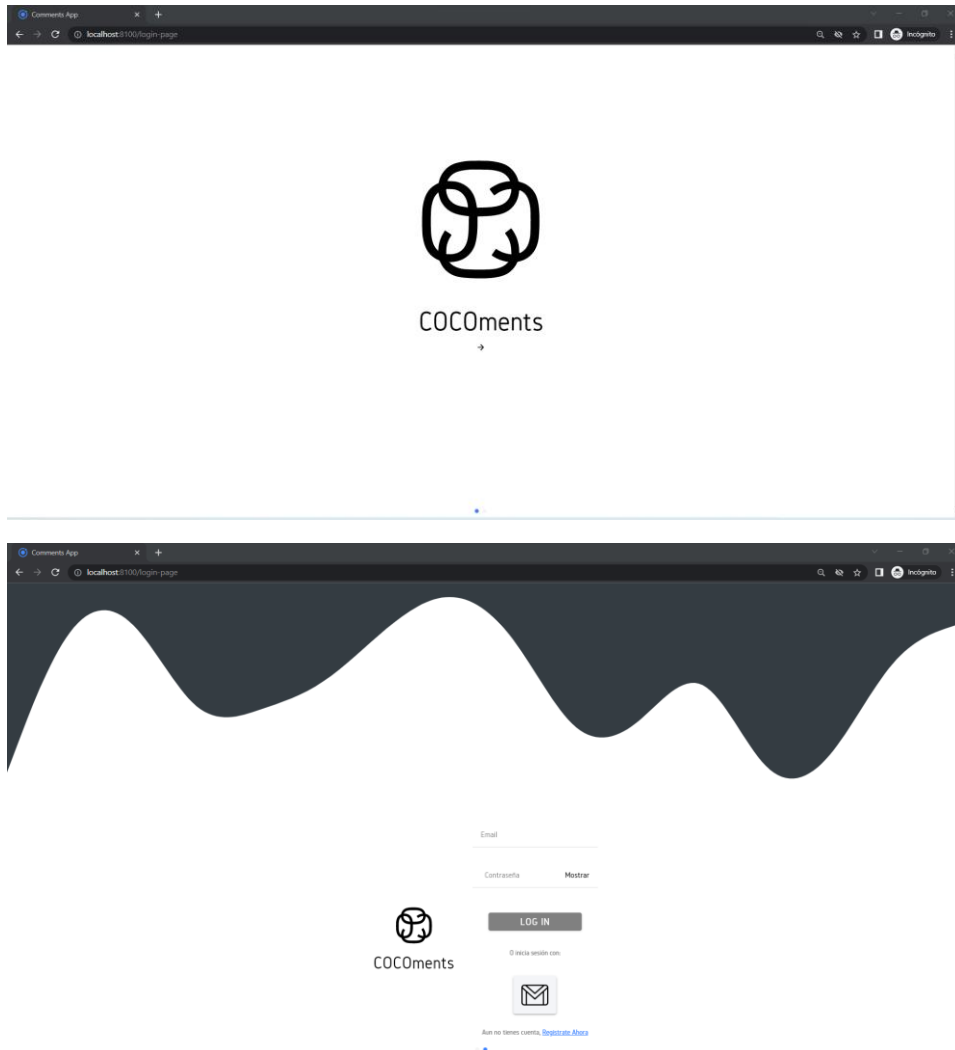 Comments App
localhost:8100/login-page
Incógnito
COCOments
Comments App
localhost:8100/login-page
Incógnito
Email
Contraseña Mostrar
LOG IN
O inicia sesión con:
COCOments
Aun no tienes cuenta, Registrate Ahora